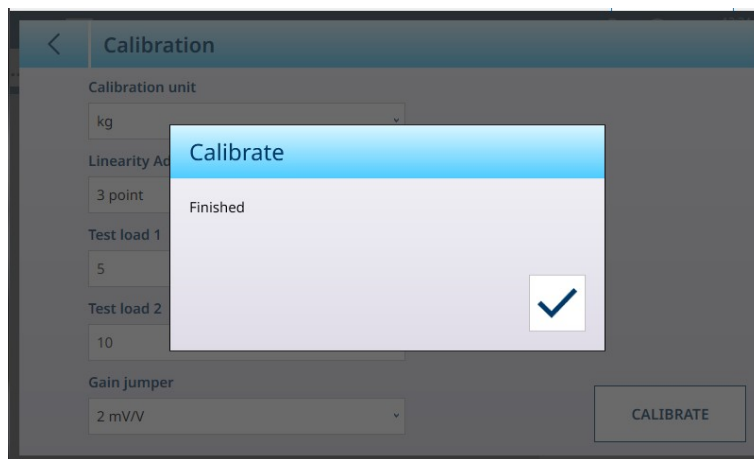 Calibration
Calibration unit
kg
Calibrate
Linearity Ad
3 point
Finished
Test load 1
5
Test load 2
10
Gain jumper
2 mV/V
CALIBRATE